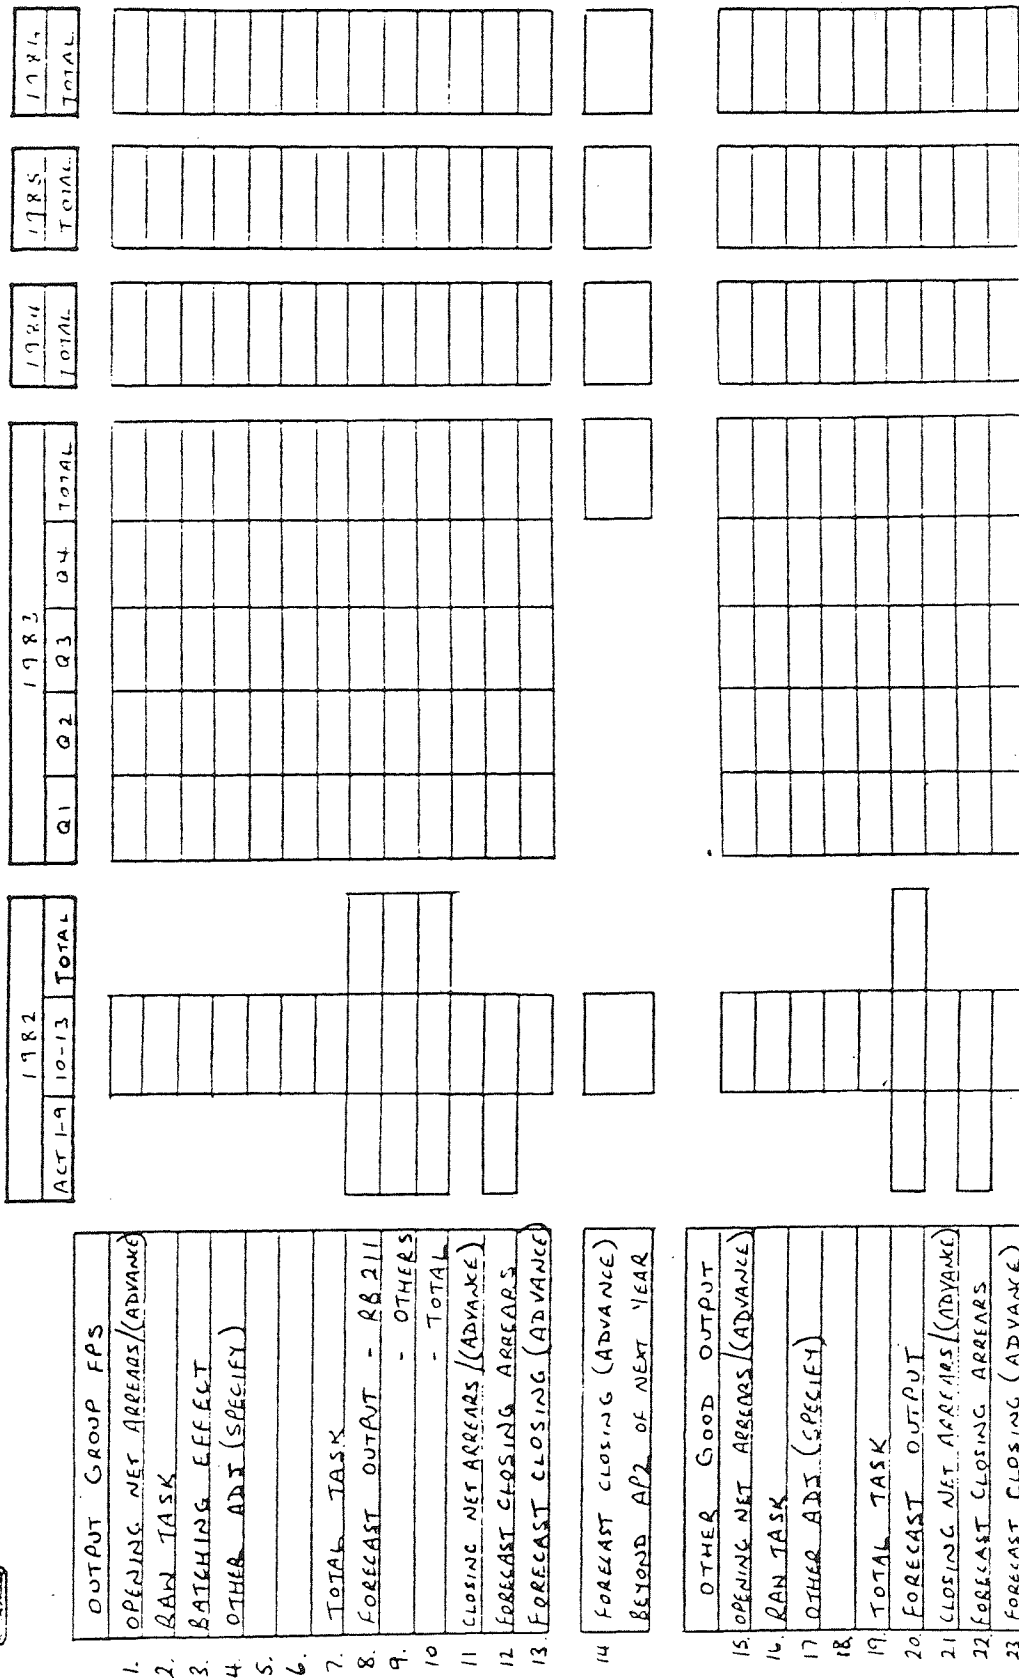 1982
1983
1984
1985
1986
ACT 1-9 10-13 TOTAL
Q1 Q2 Q3 Q4 TOTAL
TOTAL
TOTAL
TOTAL
OUTPUT GROUP FPS
1. OPENING NET ARREARS/(ADVANCE)
2. RAW TASK
3. BATCHING EFFECT
4. OTHER ADJ (SPECIFY)
5.
6.
7. TOTAL TASK
8. FORECAST OUTPUT - RB 211
9. - OTHERS
10 - TOTAL
11 CLOSING NET ARREARS/(ADVANCE)
12 FORECAST CLOSING ARREARS
13. FORECAST CLOSING (ADVANCE)
14 FORECAST CLOSING (ADVANCE)
BEYOND AP2 OF NEXT YEAR
OTHER GOOD OUTPUT
15. OPENING NET ARREARS/(ADVANCE)
16. RAW TASK
17 OTHER ADJ. (SPECIFY)
18.
19. TOTAL TASK
20. FORECAST OUTPUT
21 CLOSING NET ARREARS/(ADVANCE)
22. FORECAST CLOSING ARREARS
23 FORECAST CLOSING (ADVANCE)